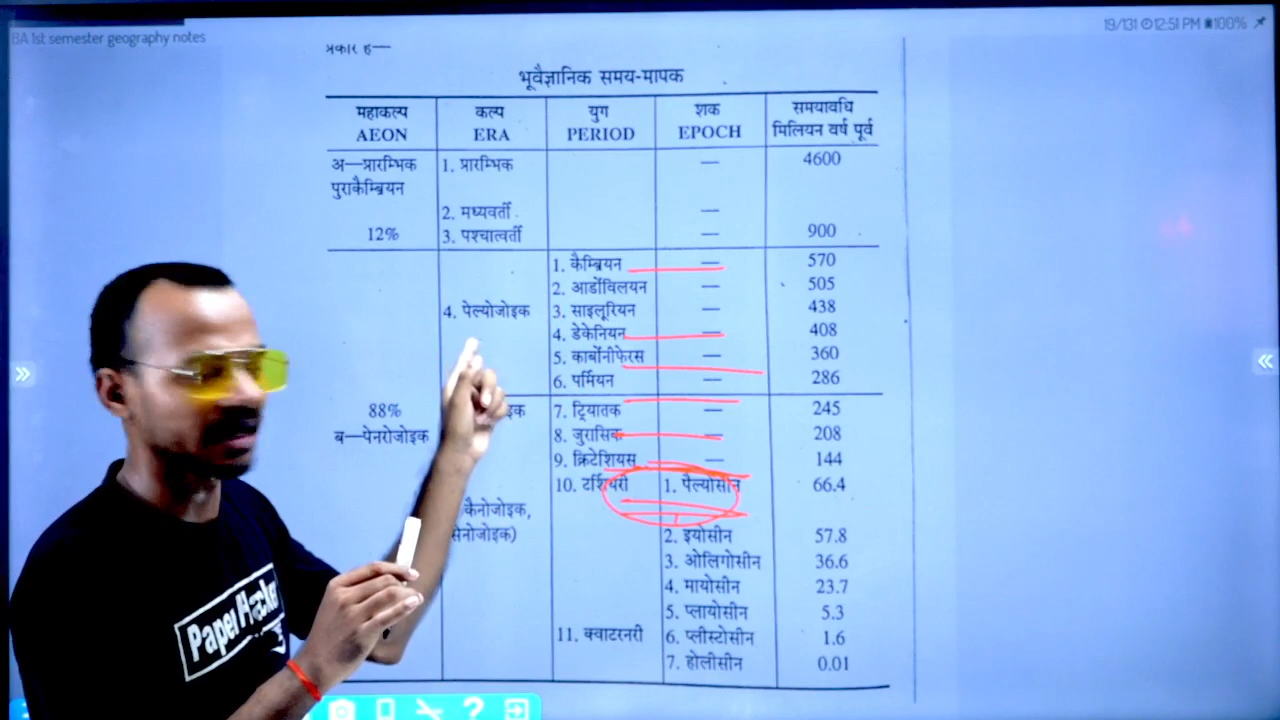 BA 1st semester geography notes
19/131 12:51 PM 100%
प्रकार है—
भूवैज्ञानिक समय-मापक
महाकल्प कल्प युग शक समयावधि
AEON ERA PERIOD EPOCH मिलियन वर्ष पूर्व
अ—प्रारम्भिक 1. प्रारम्भिक — 4600
पुराकैम्ब्रियन
2. मध्यवर्ती —
12% 3. पश्चात्वर्ती — 900
1. कैम्ब्रियन — 570
2. आर्डोविलयन 505
4. पेल्योजोइक 3. साइलूरियन — 438
4. डेकेनियन — 408
5. कार्बोनीफेरस — 360
6. पर्मियन — 286
88% 7. ट्रियातक — 245
ब—पेनरोजोइक 8. जुरासिक — 208
9. क्रिटेशियस — 144
10. टर्शियरी 1. पैल्योसीन 66.4
कैनोजोइक, 2. इयोसीन 57.8
सेनोजोइक) 3. ओलिगोसीन 36.6
4. मायोसीन 23.7
5. प्लायोसीन 5.3
11. क्वाटरनरी 6. प्लीस्टोसीन 1.6
7. होलीसीन 0.01